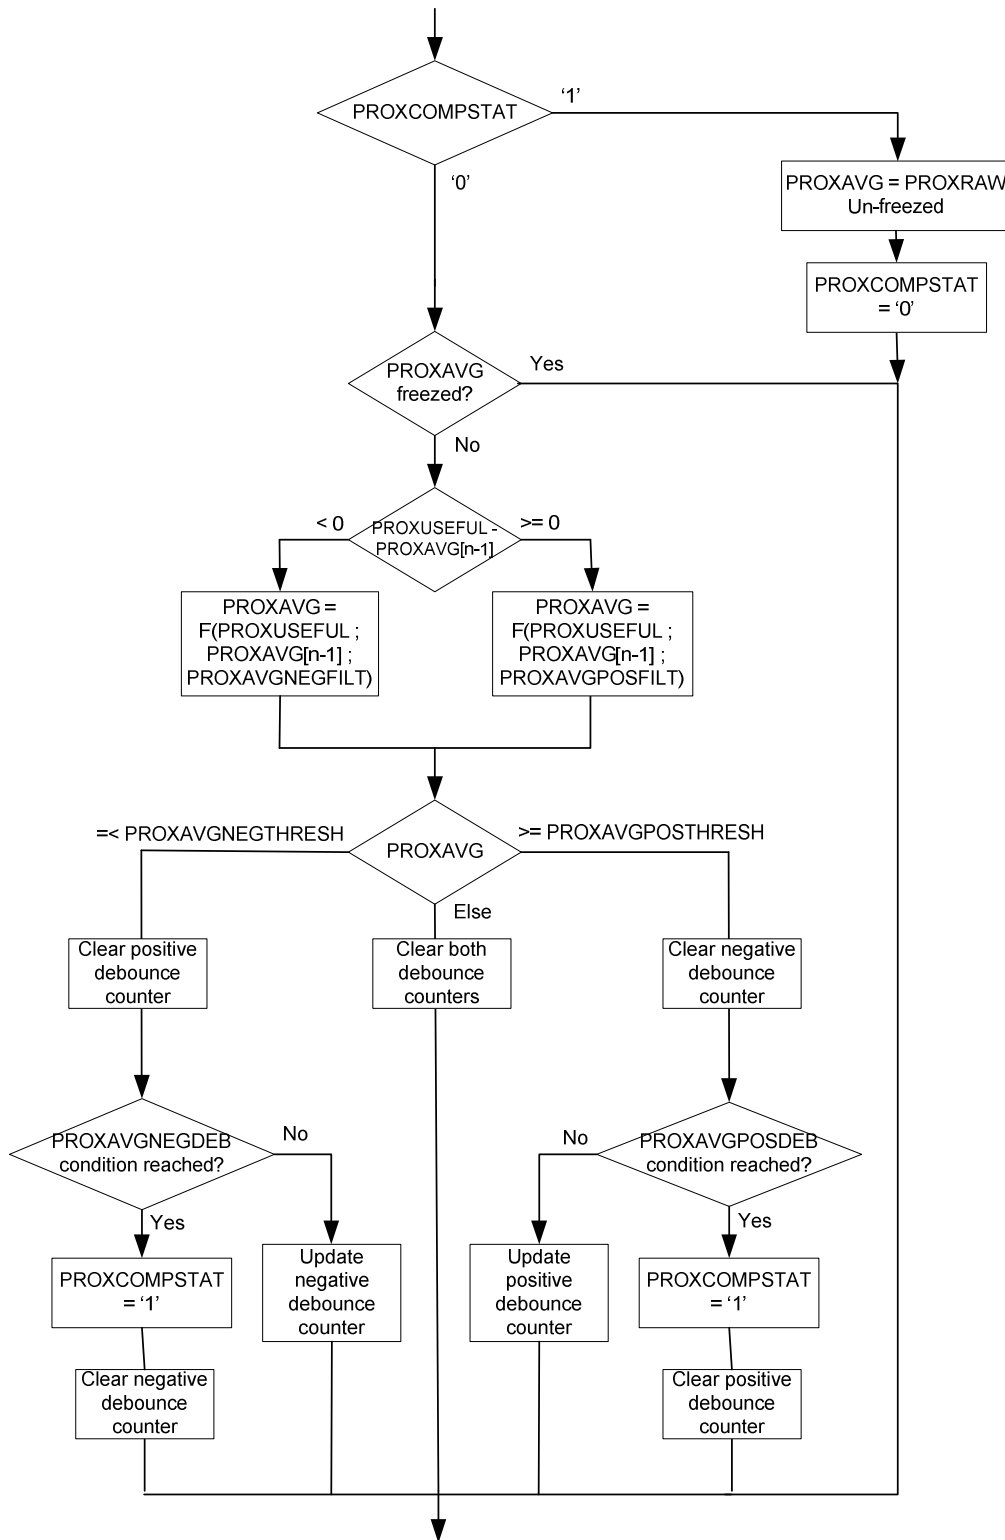 PROXCOMPSTAT
‘1’
‘0’
PROXAVG = PROXRAW
Un-freezed
PROXCOMPSTAT
= ‘0’
PROXAVG
freezed?
Yes
No
< 0
PROXUSEFUL -
PROXAVG[n-1]
>= 0
PROXAVG =
F(PROXUSEFUL ;
PROXAVG[n-1] ;
PROXAVGNEGFILT)
PROXAVG =
F(PROXUSEFUL ;
PROXAVG[n-1] ;
PROXAVGPOSFILT)
=< PROXAVGNEGTHRESH
PROXAVG
>= PROXAVGPOSTHRESH
Else
Clear positive
debounce
counter
Clear both
debounce
counters
Clear negative
debounce
counter
PROXAVGNEGDEB
condition reached?
No
Yes
No
PROXAVGPOSDEB
condition reached?
Yes
PROXCOMPSTAT
= ‘1’
Update
negative
debounce
counter
Update
positive
debounce
counter
PROXCOMPSTAT
= ‘1’
Clear negative
debounce
counter
Clear positive
debounce
counter